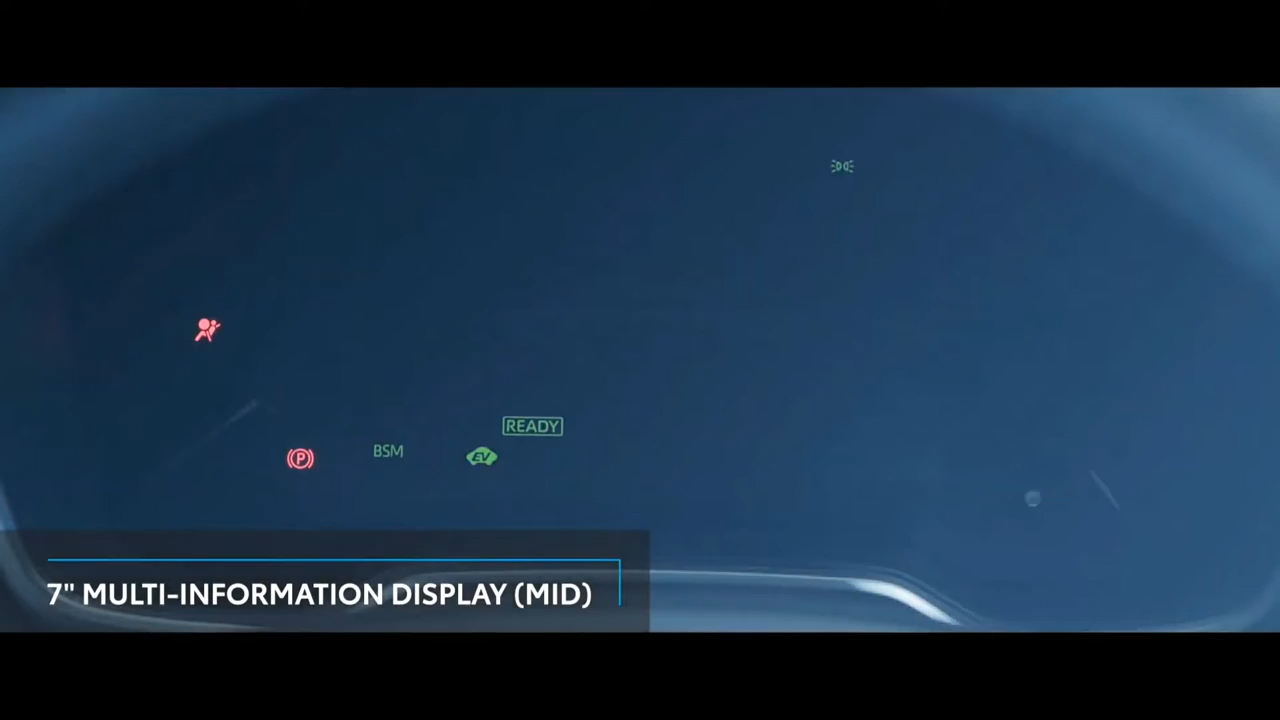 READY
BSM
EV
(P)
7" MULTI-INFORMATION DISPLAY (MID)